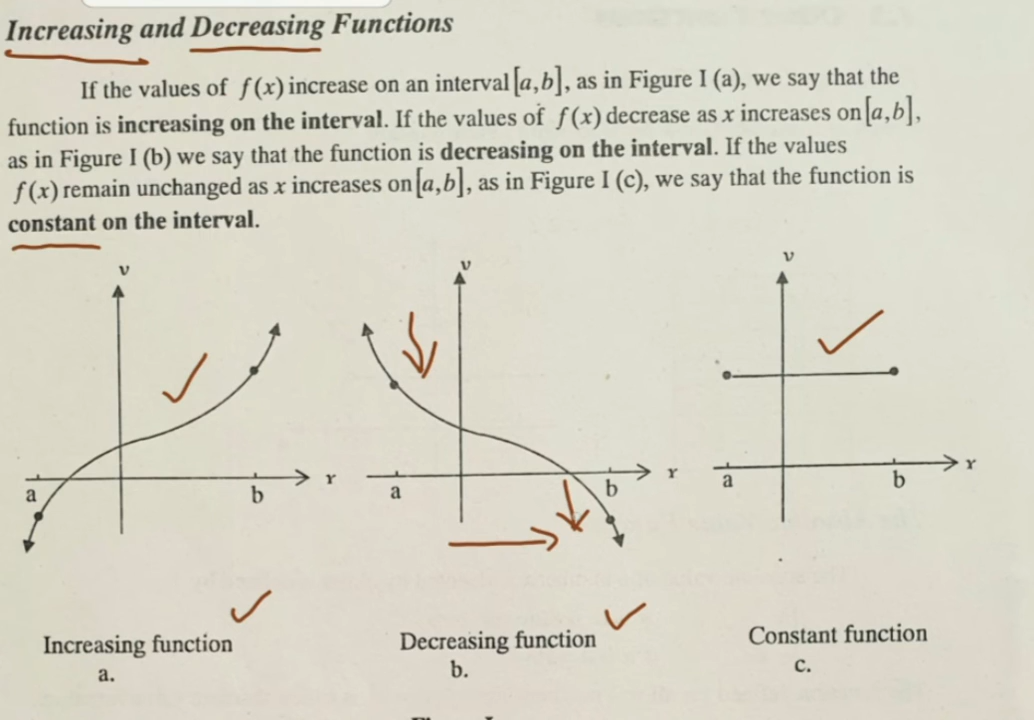 Increasing and Decreasing Functions
If the values of f(x) increase on an interval [a,b], as in Figure I (a), we say that the
function is increasing on the interval. If the values of f(x) decrease as x increases on [a,b],
as in Figure I (b) we say that the function is decreasing on the interval. If the values
f(x) remain unchanged as x increases on [a,b], as in Figure I (c), we say that the function is
constant on the interval.
a b
a b
a b
Increasing function
a.
Decreasing function
b.
Constant function
c.